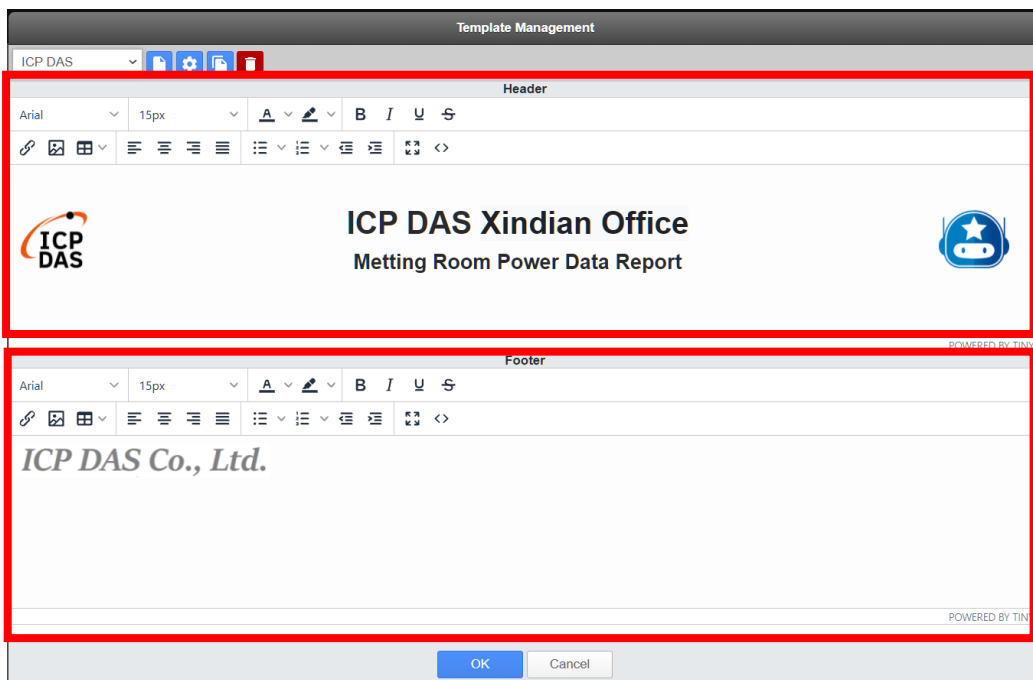 Template Management
ICP DAS
Header
Arial 15px A B I U S
ICP DAS Xindian Office
ICP
DAS
Metting Room Power Data Report
POWERED BY TINY
Footer
Arial 15px A B I U S
ICP DAS Co., Ltd.
POWERED BY TIN
OK Cancel